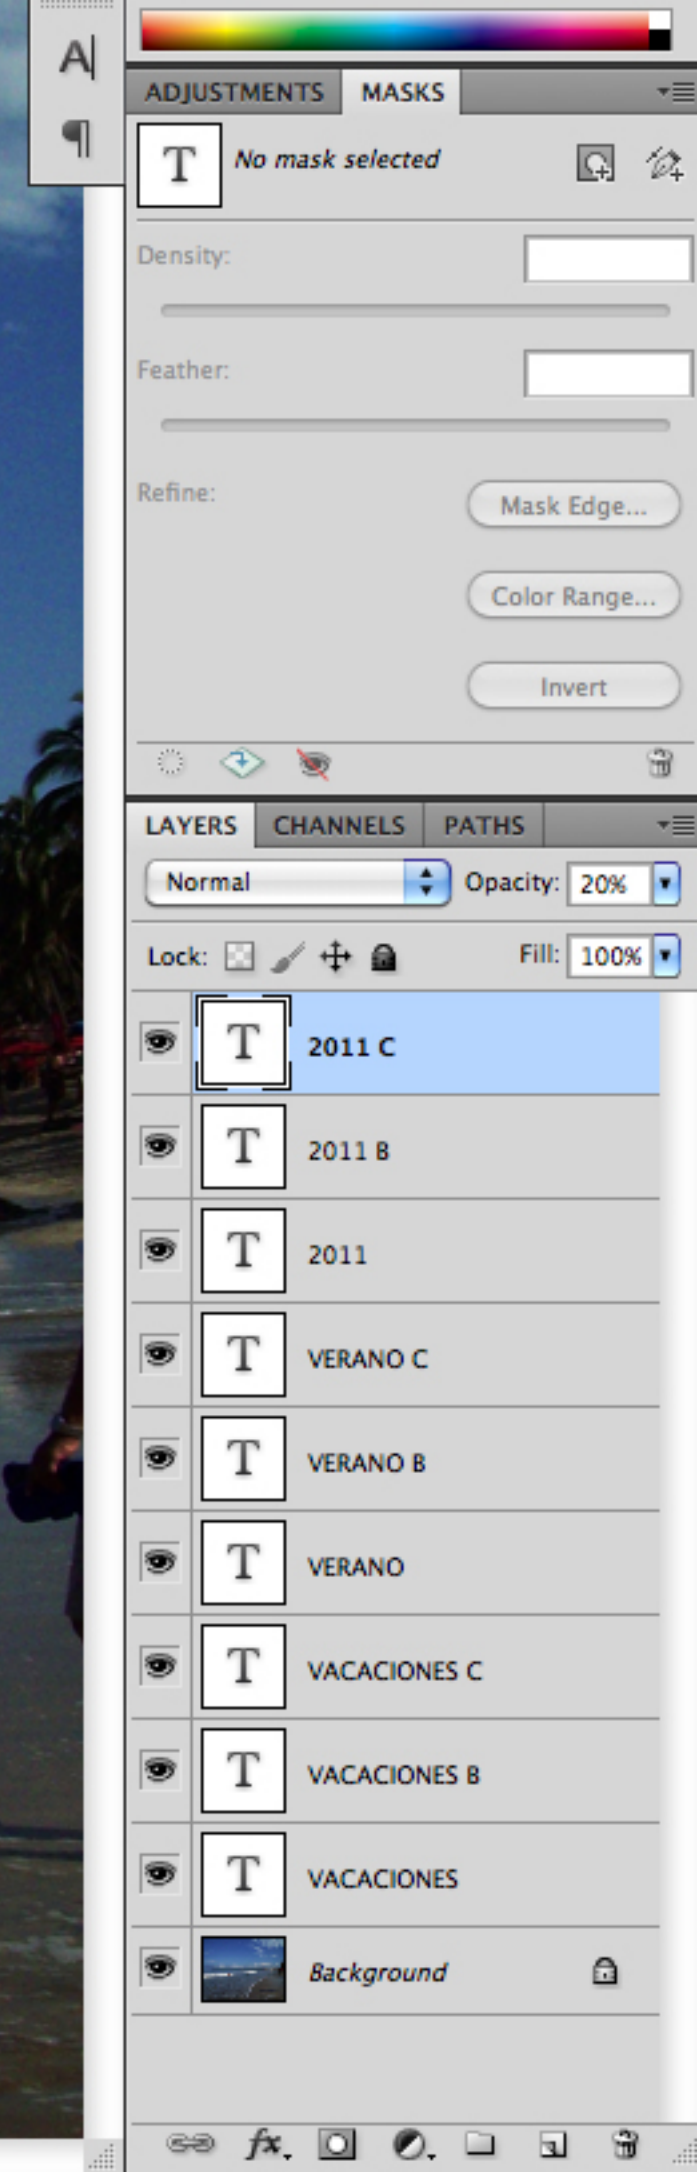 A|
¶
ADJUSTMENTS MASKS
T No mask selected
Density:
Feather:
Refine:
Mask Edge...
Color Range...
Invert
LAYERS CHANNELS PATHS
Normal Opacity: 20%
Lock: Fill: 100%
T 2011 C
T 2011 B
T 2011
T VERANO C
T VERANO B
T VERANO
T VACACIONES C
T VACACIONES B
T VACACIONES
Background
fx.